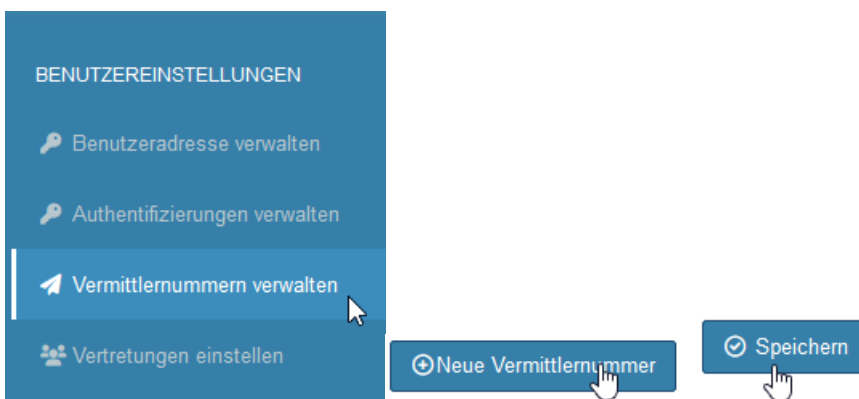 BENUTZEREINSTELLUNGEN
Benutzeradresse verwalten
Authentifizierungen verwalten
Vermittlernummern verwalten
Vertretungen einstellen
Neue Vermittlernummer
Speichern